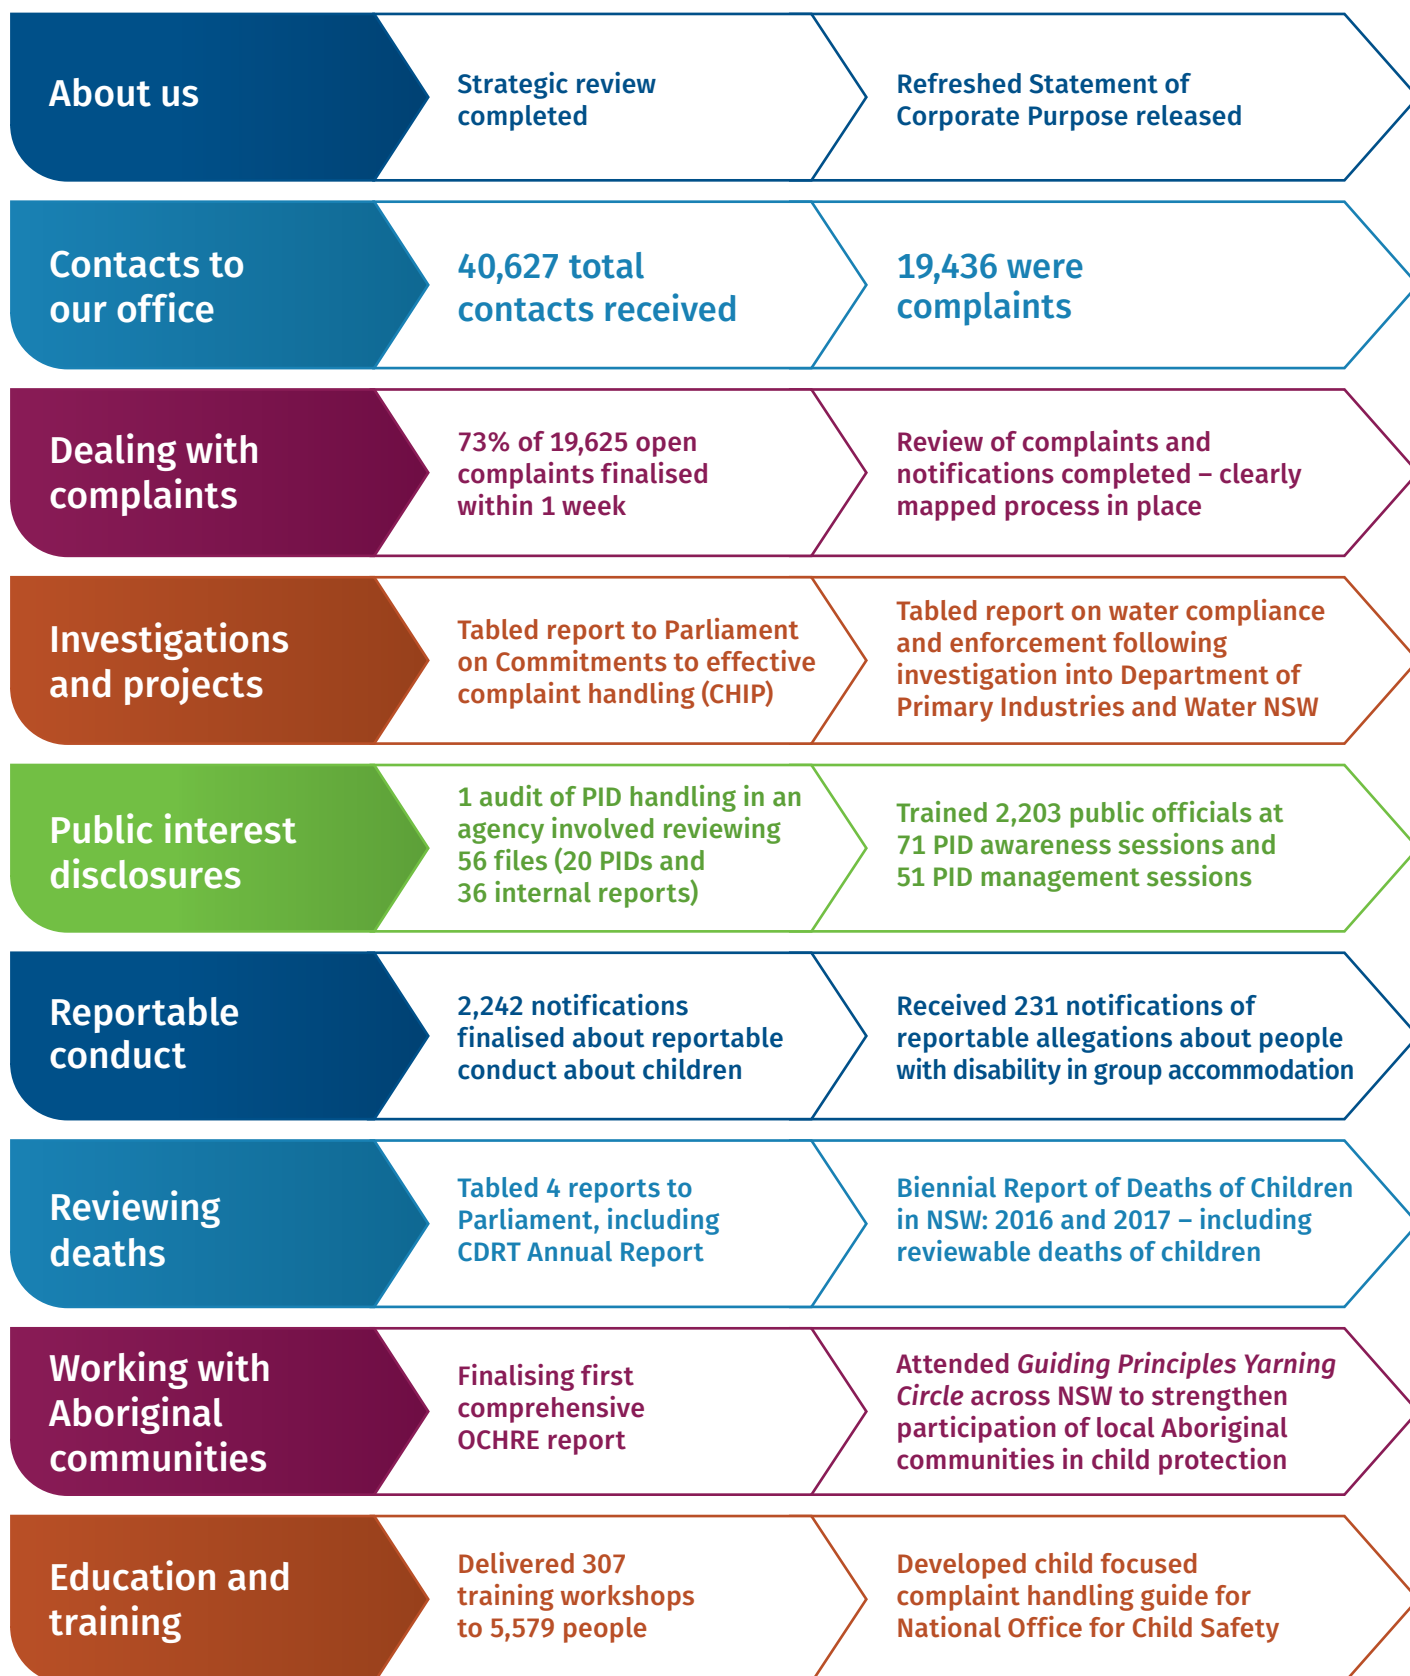 About us
Strategic review
completed
Refreshed Statement of
Corporate Purpose released
Contacts to
our office
40,627 total
contacts received
19,436 were
complaints
Dealing with
complaints
73% of 19,625 open
complaints finalised
within 1 week
Review of complaints and
notifications completed – clearly
mapped process in place
Investigations
and projects
Tabled report to Parliament
on Commitments to effective
complaint handling (CHIP)
Tabled report on water compliance
and enforcement following
investigation into Department of
Primary Industries and Water NSW
Public interest
disclosures
1 audit of PID handling in an
agency involved reviewing
56 files (20 PIDs and
36 internal reports)
Trained 2,203 public officials at
71 PID awareness sessions and
51 PID management sessions
Reportable
conduct
2,242 notifications
finalised about reportable
conduct about children
Received 231 notifications of
reportable allegations about people
with disability in group accommodation
Reviewing
deaths
Tabled 4 reports to
Parliament, including
CDRT Annual Report
Biennial Report of Deaths of Children
in NSW: 2016 and 2017 – including
reviewable deaths of children
Working with
Aboriginal
communities
Finalising first
comprehensive
OCHRE report
Attended Guiding Principles Yarning
Circle across NSW to strengthen
participation of local Aboriginal
communities in child protection
Education and
training
Delivered 307
training workshops
to 5,579 people
Developed child focused
complaint handling guide for
National Office for Child Safety